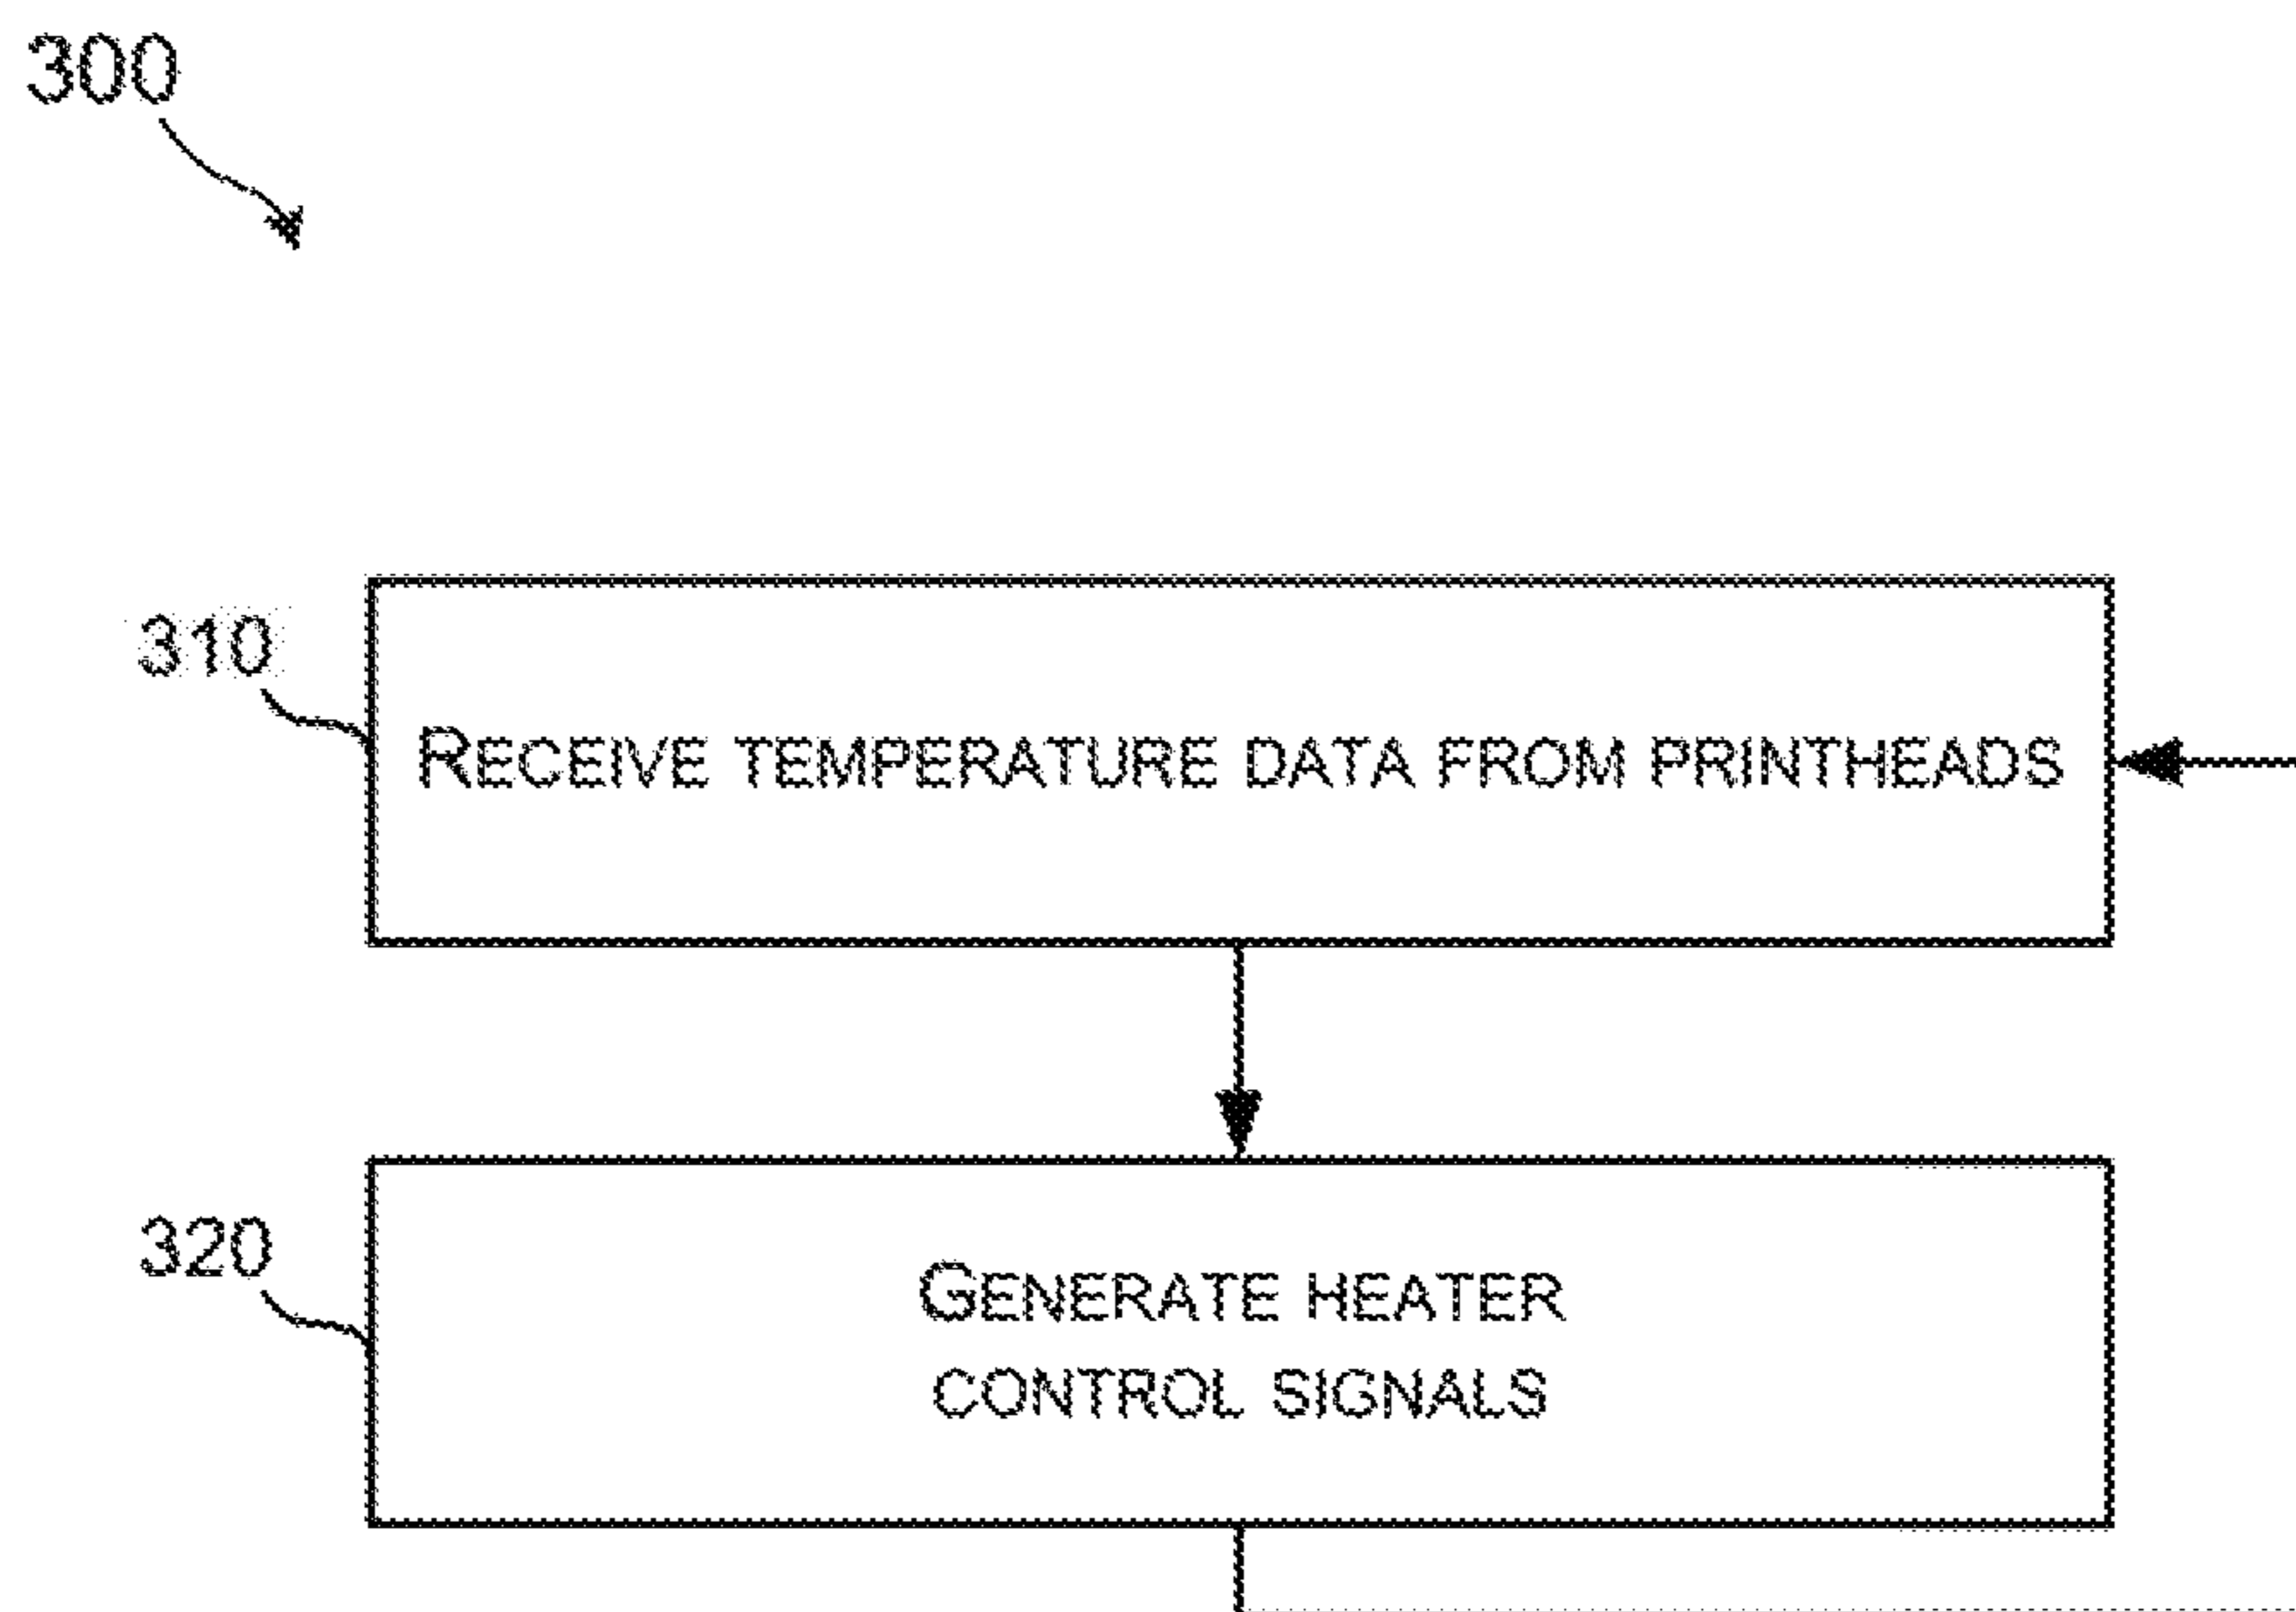 300
310
RECEIVE TEMPERATURE DATA FROM PRINTHEADS
320
GENERATE HEATER
CONTROL SIGNALS